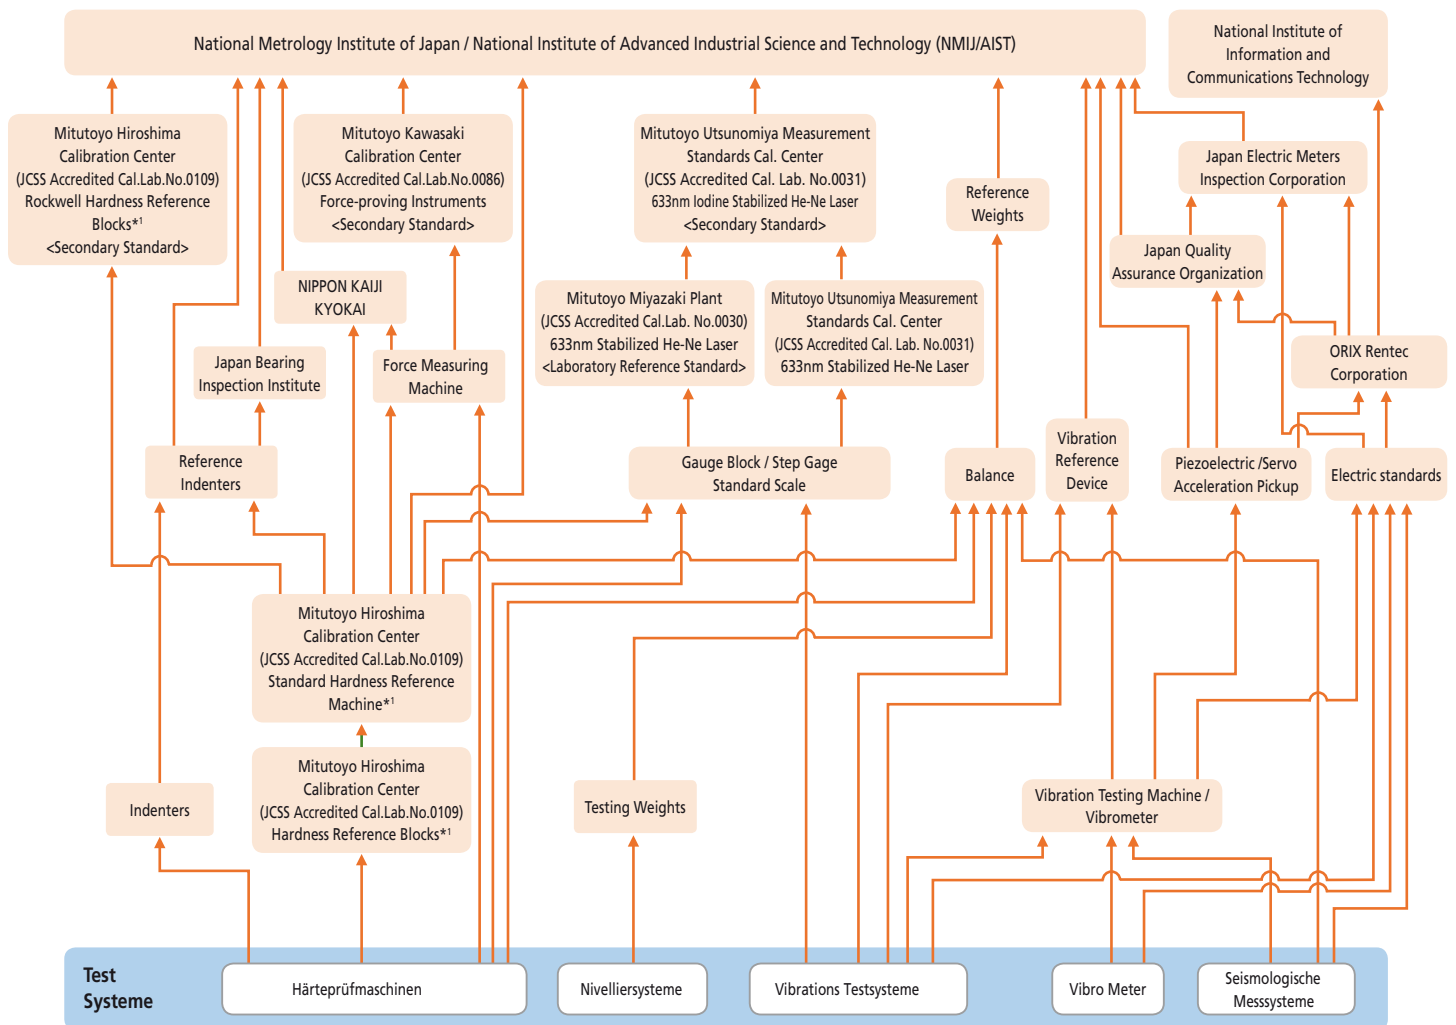 National Metrology Institute of Japan / National Institute of Advanced Industrial Science and Technology (NMIJ/AIST)
National Institute of
Information and
Communications Technology
Mitutoyo Hiroshima
Calibration Center
(JCSS Accredited Cal.Lab.No.0109)
Rockwell Hardness Reference
Blocks*1
<Secondary Standard>
Mitutoyo Kawasaki
Calibration Center
(JCSS Accredited Cal.Lab.No.0086)
Force-proving Instruments
<Secondary Standard>
Mitutoyo Utsunomiya Measurement
Standards Cal. Center
(JCSS Accredited Cal. Lab. No.0031)
633nm Iodine Stabilized He-Ne Laser
<Secondary Standard>
Reference
Weights
Japan Electric Meters
Inspection Corporation
Japan Quality
Assurance Organization
NIPPON KAIJI
KYOKAI
Mitutoyo Miyazaki Plant
(JCSS Accredited Cal.Lab. No.0030)
633nm Stabilized He-Ne Laser
<Laboratory Reference Standard>
Mitutoyo Utsunomiya Measurement
Standards Cal. Center
(JCSS Accredited Cal. Lab. No.0031)
633nm Stabilized He-Ne Laser
ORIX Rentec
Corporation
Japan Bearing
Inspection Institute
Force Measuring
Machine
Reference
Indenters
Gauge Block / Step Gage
Standard Scale
Balance
Vibration
Reference
Device
Piezoelectric /Servo
Acceleration Pickup
Electric standards
Mitutoyo Hiroshima
Calibration Center
(JCSS Accredited Cal.Lab.No.0109)
Standard Hardness Reference
Machine*1
Mitutoyo Hiroshima
Calibration Center
(JCSS Accredited Cal.Lab.No.0109)
Hardness Reference Blocks*1
Indenters
Testing Weights
Vibration Testing Machine /
Vibrometer
Test
Systeme
Härteprüfmaschinen
Nivelliersysteme
Vibrations Testsysteme
Vibro Meter
Seismologische
Messsysteme